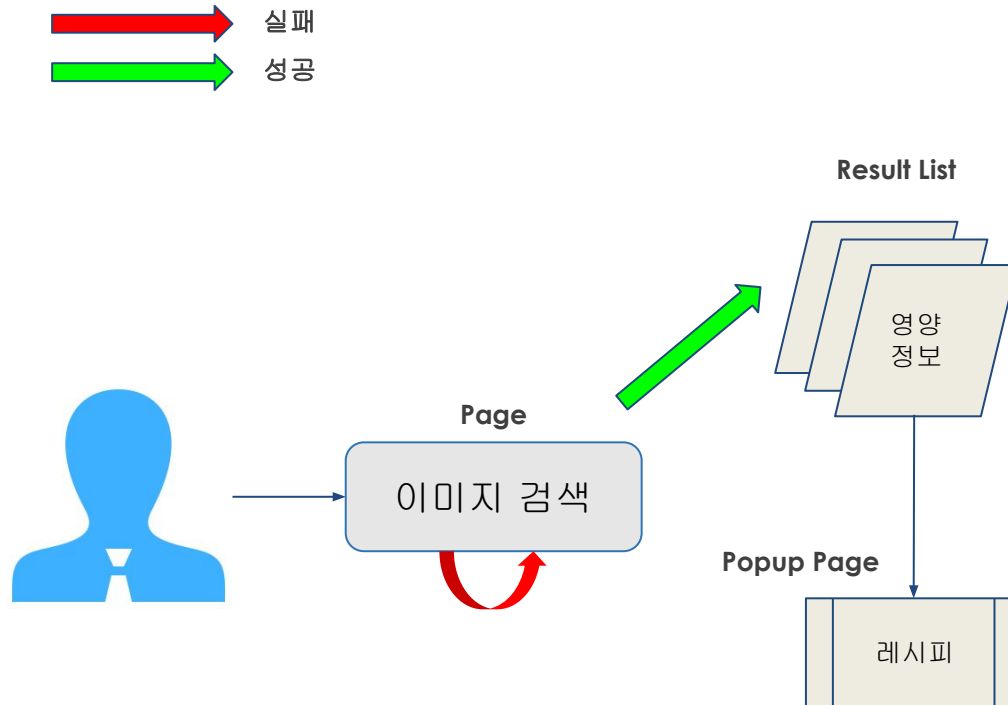 실패
성공
Result List
영양
정보
Page
이미지 검색
Popup Page
레시피